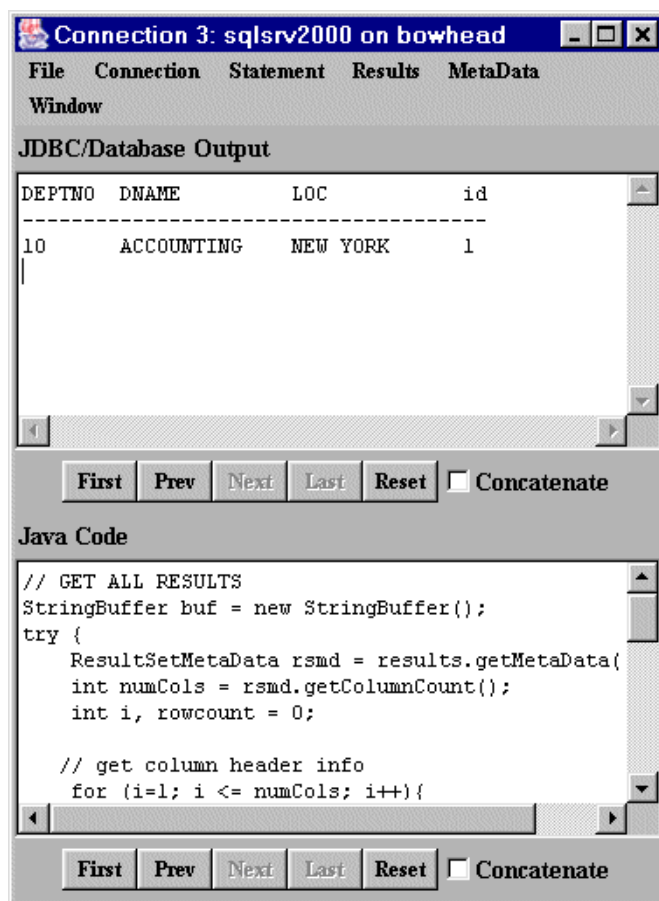 Connection 3: sqlsrv2000 on bowhead
File Connection Statement Results MetaData
Window
JDBC/Database Output
DEPTNO DNAME LOC id
--------------------------------------
10 ACCOUNTING NEW YORK 1
First Prev Next Last Reset Concatenate
Java Code
// GET ALL RESULTS
StringBuffer buf = new StringBuffer();
try {
ResultSetMetaData rsmd = results.getMetaData(
int numCols = rsmd.getColumnCount();
int i, rowcount = 0;
// get column header info
for (i=1; i <= numCols; i++){
First Prev Next Last Reset Concatenate